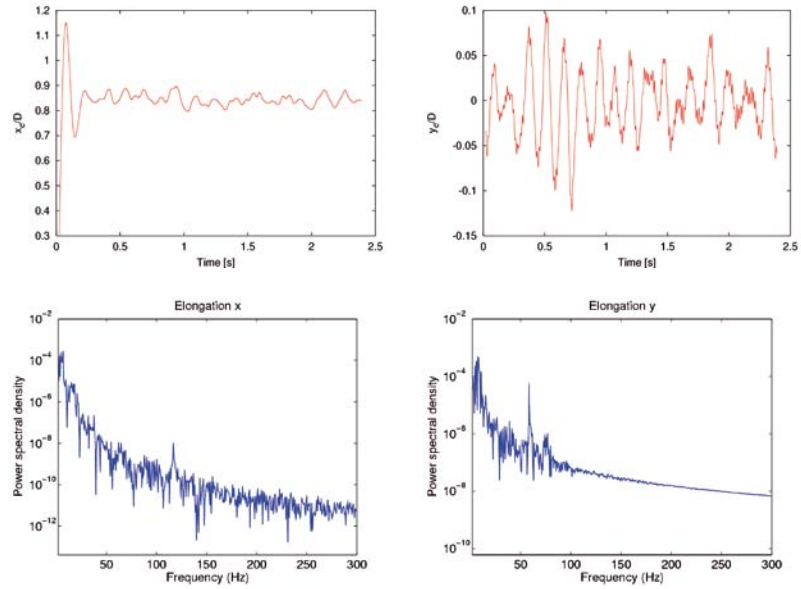 1.2
1.1
1
0.9
0.8
0.7
0.6
0.5
0.4
0.3
x_c/D
0 0.5 1 1.5 2 2.5
Time [s]
0.1
0.05
0
-0.05
-0.1
-0.15
y_c/D
0 0.5 1 1.5 2 2.5
Time [s]
Elongation x
10^-2
10^-4
10^-6
10^-8
10^-10
10^-12
Power spectral density
50 100 150 200 250 300
Frequency (Hz)
Elongation y
10^-2
10^-4
10^-6
10^-8
10^-10
Power spectral density
50 100 150 200 250 300
Frequency (Hz)